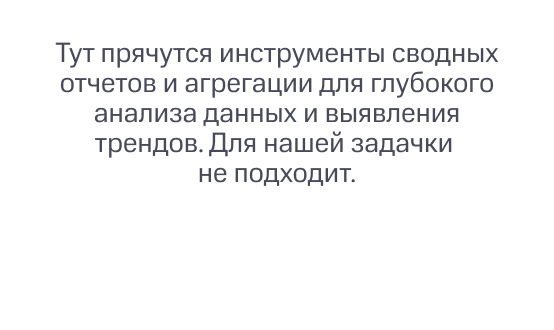 Тут прячутся инструменты сводных
отчетов и агрегации для глубокого
анализа данных и выявления
трендов. Для нашей задачки
не подходит.